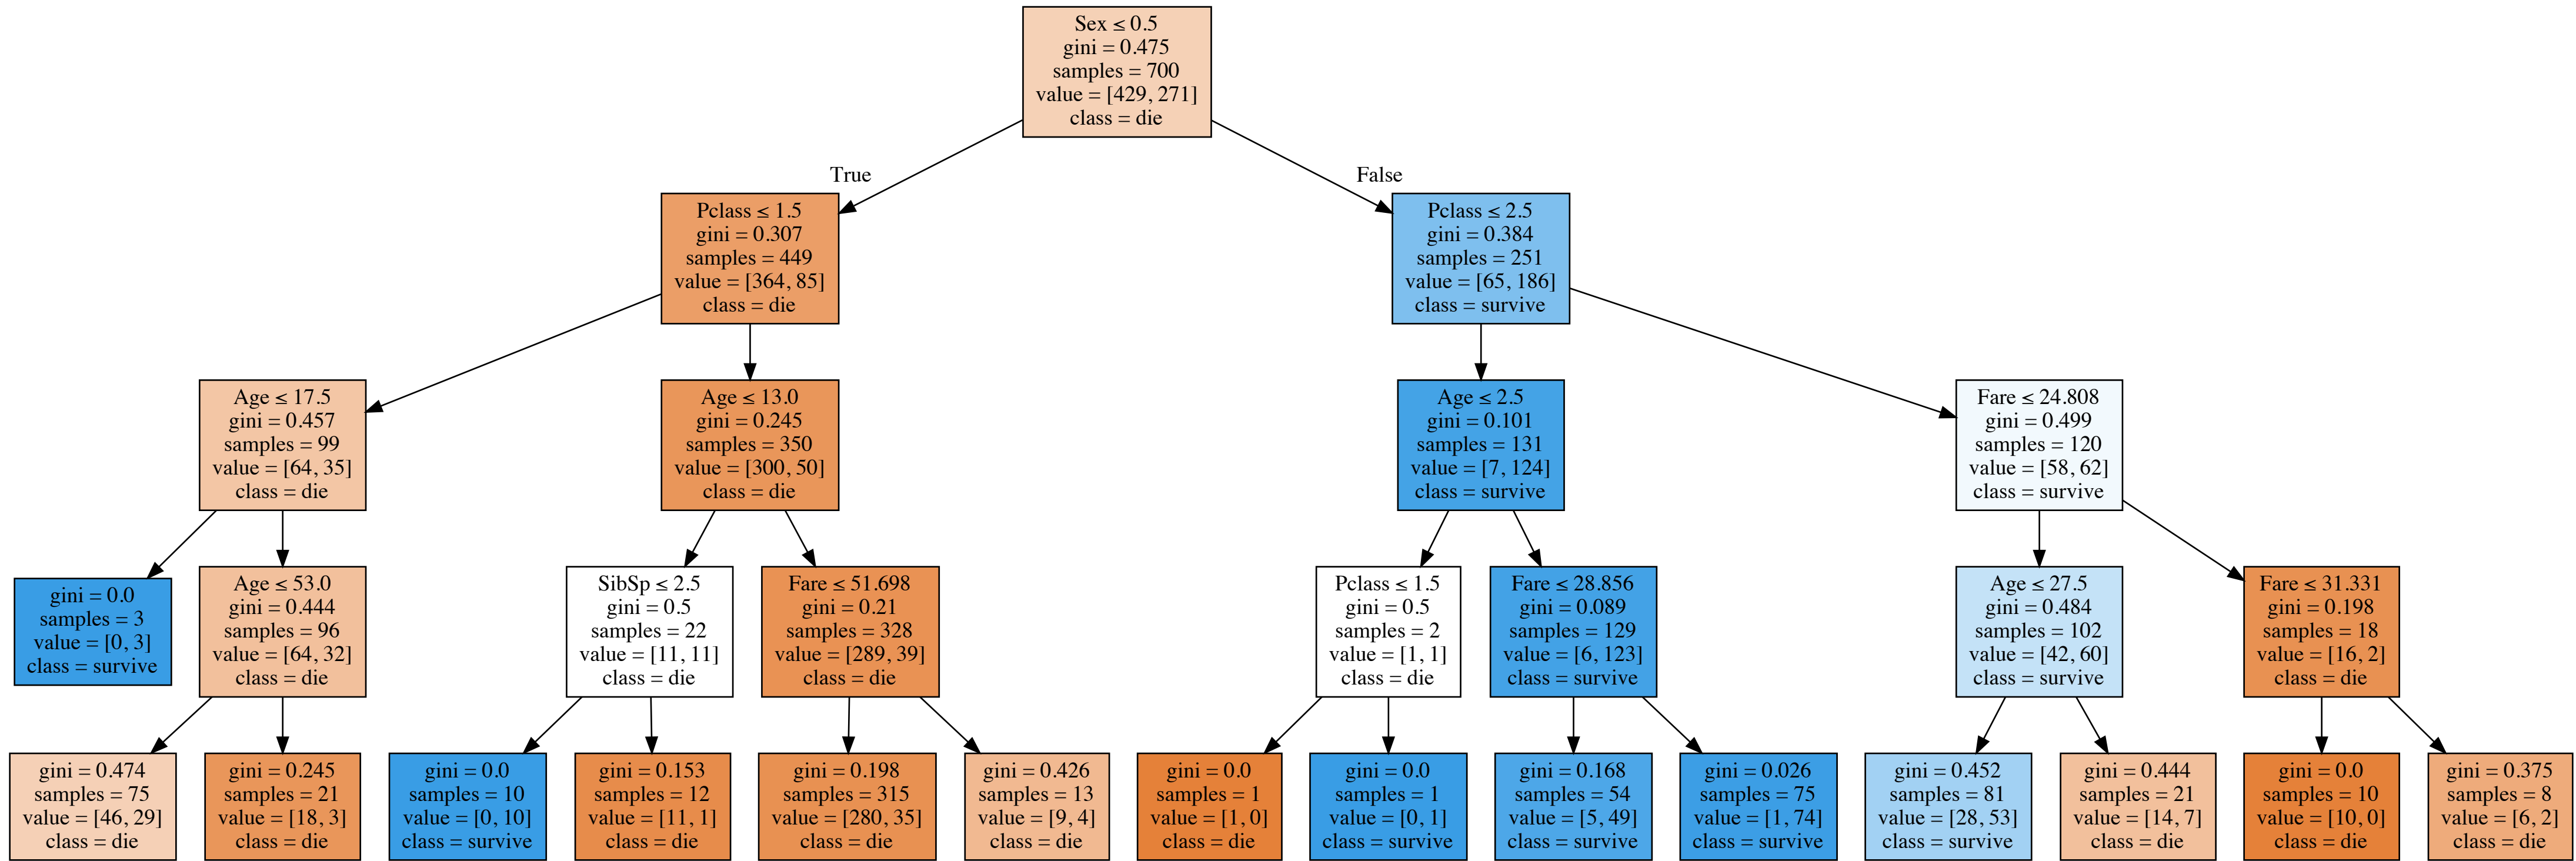 Sex ≤ 0.5
gini = 0.475
samples = 700
value = [429, 271]
class = die
True
False
Pclass ≤ 1.5
gini = 0.307
samples = 449
value = [364, 85]
class = die
Pclass ≤ 2.5
gini = 0.384
samples = 251
value = [65, 186]
class = survive
Age ≤ 17.5
gini = 0.457
samples = 99
value = [64, 35]
class = die
Age ≤ 13.0
gini = 0.245
samples = 350
value = [300, 50]
class = die
Age ≤ 2.5
gini = 0.101
samples = 131
value = [7, 124]
class = survive
Fare ≤ 24.808
gini = 0.499
samples = 120
value = [58, 62]
class = survive
gini = 0.0
samples = 3
value = [0, 3]
class = survive
Age ≤ 53.0
gini = 0.444
samples = 96
value = [64, 32]
class = die
SibSp ≤ 2.5
gini = 0.5
samples = 22
value = [11, 11]
class = die
Fare ≤ 51.698
gini = 0.21
samples = 328
value = [289, 39]
class = die
Pclass ≤ 1.5
gini = 0.5
samples = 2
value = [1, 1]
class = die
Fare ≤ 28.856
gini = 0.089
samples = 129
value = [6, 123]
class = survive
Age ≤ 27.5
gini = 0.484
samples = 102
value = [42, 60]
class = survive
Fare ≤ 31.331
gini = 0.198
samples = 18
value = [16, 2]
class = die
gini = 0.474
samples = 75
value = [46, 29]
class = die
gini = 0.245
samples = 21
value = [18, 3]
class = die
gini = 0.0
samples = 10
value = [0, 10]
class = survive
gini = 0.153
samples = 12
value = [11, 1]
class = die
gini = 0.198
samples = 315
value = [280, 35]
class = die
gini = 0.426
samples = 13
value = [9, 4]
class = die
gini = 0.0
samples = 1
value = [1, 0]
class = die
gini = 0.0
samples = 1
value = [0, 1]
class = survive
gini = 0.168
samples = 54
value = [5, 49]
class = survive
gini = 0.026
samples = 75
value = [1, 74]
class = survive
gini = 0.452
samples = 81
value = [28, 53]
class = survive
gini = 0.444
samples = 21
value = [14, 7]
class = die
gini = 0.0
samples = 10
value = [10, 0]
class = die
gini = 0.375
samples = 8
value = [6, 2]
class = die